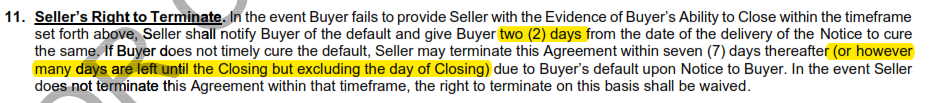 11. Seller's Right to Terminate. In the event Buyer fails to provide Seller with the Evidence of Buyer's Ability to Close within the timeframe
set forth above, Seller shall notify Buyer of the default and give Buyer two (2) days from the date of the delivery of the Notice to cure
the same. If Buyer does not timely cure the default, Seller may terminate this Agreement within seven (7) days thereafter (or however
many days are left until the Closing but excluding the day of Closing) due to Buyer's default upon Notice to Buyer. In the event Seller
does not terminate this Agreement within that timeframe, the right to terminate on this basis shall be waived.